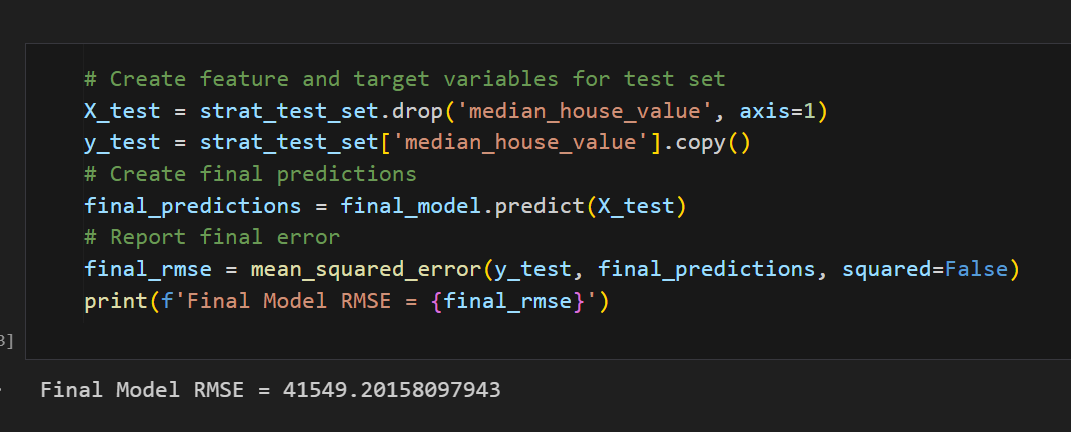 # Create feature and target variables for test set
X_test = strat_test_set.drop('median_house_value', axis=1)
y_test = strat_test_set['median_house_value'].copy()
# Create final predictions
final_predictions = final_model.predict(X_test)
# Report final error
final_rmse = mean_squared_error(y_test, final_predictions, squared=False)
print(f'Final Model RMSE = {final_rmse}')
3]
Final Model RMSE = 41549.20158097943